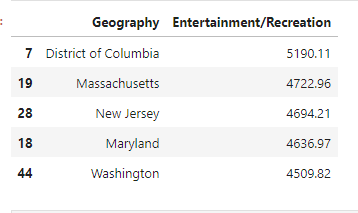 Geography Entertainment/Recreation
7 District of Columbia 5190.11
19 Massachusetts 4722.96
28 New Jersey 4694.21
18 Maryland 4636.97
44 Washington 4509.82